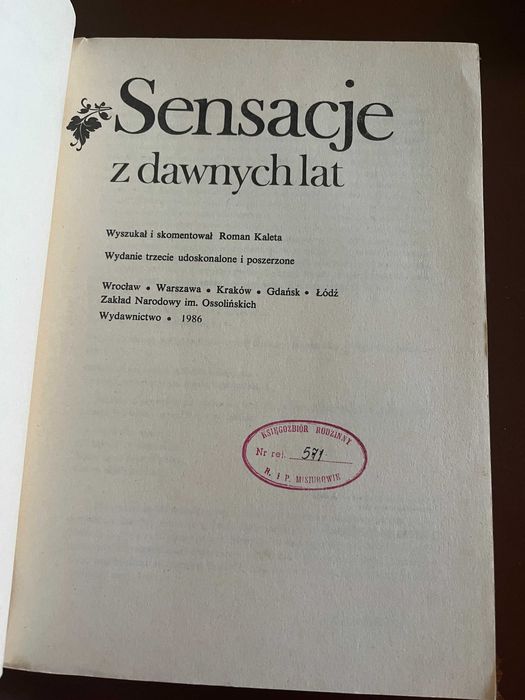 Sensacje
z dawnych lat
Wyszukał i skomentował Roman Kaleta
Wydanie trzecie udoskonalone i poszerzone
Wrocław • Warszawa • Kraków • Gdańsk • Łódź
Zakład Narodowy im. Ossolińskich
Wydawnictwo • 1986
KSIĘGOZBIÓR RODZINNY
Nr rej. 571
R. i P. MISIUROWIE